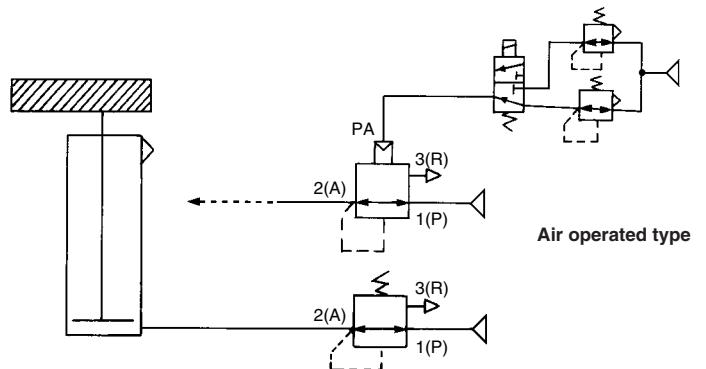 PA
3(R)
2(A)
1(P)
Air operated type
3(R)
2(A)
1(P)